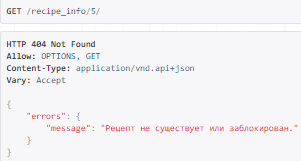 GET /recipe_info/5/
HTTP 404 Not Found
Allow: OPTIONS, GET
Content-Type: application/vnd.api+json
Vary: Accept
{
    "errors": {
        "message": "Рецепт не существует или заблокирован."
    }
}